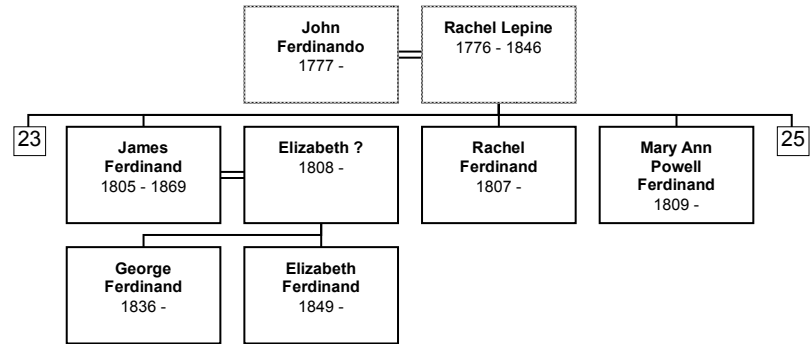 John
Ferdinando
1777 -
Rachel Lepine
1776 - 1846
23
James
Ferdinand
1805 - 1869
Elizabeth ?
1808 -
Rachel
Ferdinand
1807 -
Mary Ann
Powell
Ferdinand
1809 -
25
George
Ferdinand
1836 -
Elizabeth
Ferdinand
1849 -